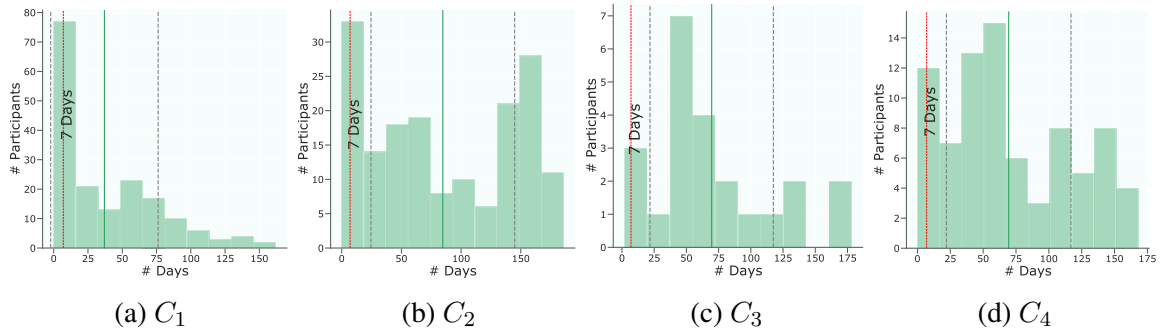 80
70
60
50
40
30
20
10
0
# Participants
7 Days
0 25 50 75 100 125 150
# Days
(a) C₁
30
25
20
15
10
5
0
# Participants
7 Days
0 50 100 150
# Days
(b) C₂
7
6
5
4
3
2
1
0
# Participants
7 Days
0 25 50 75 100 125 150 175
# Days
(c) C₃
14
12
10
8
6
4
2
0
# Participants
7 Days
0 25 50 75 100 125 150 175
# Days
(d) C₄